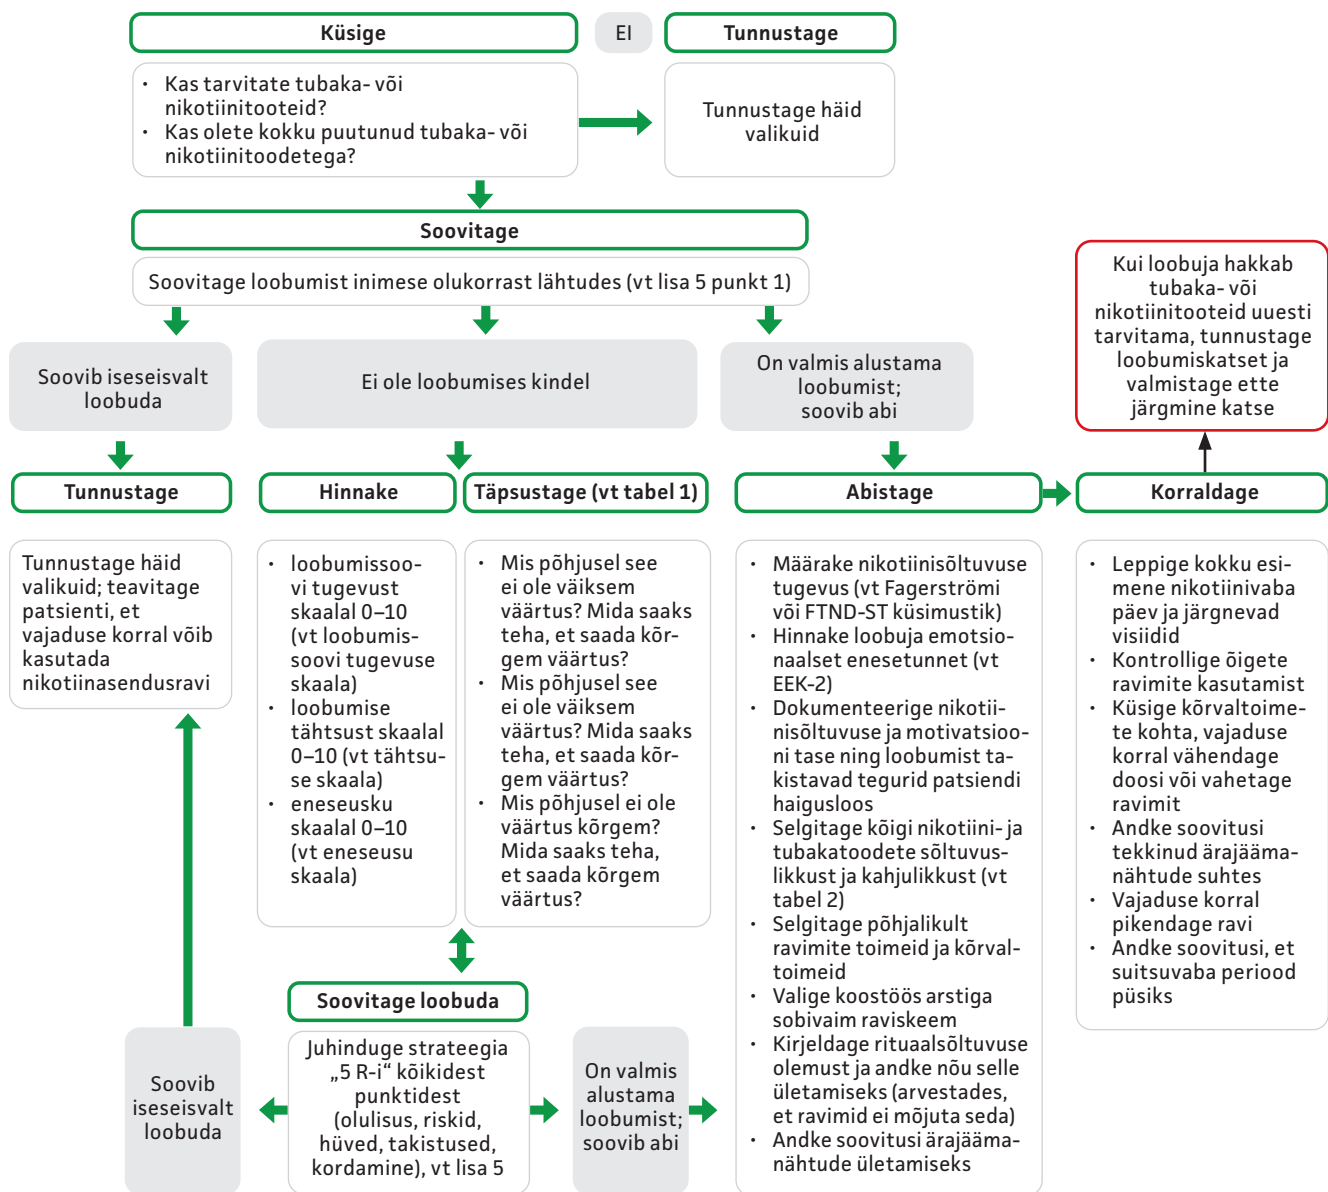 Küsige
EI
Tunnustage
• Kas tarvitate tubaka- või
nikotiinitooteid?
• Kas olete kokku puutunud tubaka- või
nikotiinitoodetega?
Tunnustage häid
valikuid
Soovitage
Soovitage loobumist inimese olukorrast lähtudes (vt lisa 5 punkt 1)
Kui loobuja hakkab
tubaka- või
nikotiinitooteid uuesti
tarvitama, tunnustage
loobumiskatset ja
valmistage ette
järgmine katse
Soovib iseseisvalt
loobuda
Ei ole loobumises kindel
On valmis alustama
loobumist;
soovib abi
Tunnustage
Hinnake
Täpsustage (vt tabel 1)
Abistage
Korraldage
Tunnustage häid
valikuid; teavitage
patsienti, et
vajaduse korral võib
kasutada
nikotiinasendusravi
• loobumissoo-
vi tugevust
skaalal 0–10
(vt loobumis-
soovi tugevuse
skaala)
• loobumise
tähtsust skaalal
0–10 (vt tähtsu-
se skaala)
• eneseusku
skaalal 0–10
(vt eneseusu
skaala)
• Mis põhjusel see
ei ole väiksem
väärtus? Mida saaks
teha, et saada kõr-
gem väärtus?
• Mis põhjusel see
ei ole väiksem
väärtus? Mida saaks
teha, et saada kõr-
gem väärtus?
• Mis põhjusel ei ole
väärtus kõrgem?
Mida saaks teha,
et saada kõrgem
väärtus?
• Määrake nikotiinisõltuvuse
tugevus (vt Fagerströmi
või FTND-ST küsimustik)
• Hinnake loobuja emotsio-
naalset enesetunnet (vt
EEK-2)
• Dokumenteerige nikotii-
nisõltuvuse ja motivatsioo-
ni tase ning loobumist ta-
kistavad tegurid patsiendi
haigusloos
• Selgitage kõigi nikotiini- ja
tubakatoodete sõltuvus-
likkust ja kahjulikkust (vt
tabel 2)
• Selgitage põhjalikult
ravimite toimeid ja kõrval-
toimeid
• Valige koostöös arstiga
sobivaim raviskeem
• Kirjeldage rituaalsõltuvuse
olemust ja andke nõu selle
ületamiseks (arvestades,
et ravimid ei mõjuta seda)
• Andke soovitusi ärajääma-
nähtude ületamiseks
• Leppige kokku esi-
mene nikotiinivaba
päev ja järgnevad
visiidid
• Kontrollige õigete
ravimite kasutamist
• Küsige kõrvaltoime-
te kohta, vajaduse
korral vähendage
doosi või vahetage
ravimit
• Andke soovitusi
tekkinud ärajääma-
nähtude suhtes
• Vajaduse korral
pikendage ravi
• Andke soovitusi, et
suitsuvaba periood
püsiks
Soovitage loobuda
Soovib
iseseisvalt
loobuda
Juhinduge strateegia
„5 R-i“ kõikidest
punktidest
(olulisus, riskid,
hüved, takistused,
kordamine), vt lisa 5
On valmis
alustama
loobumist;
soovib abi